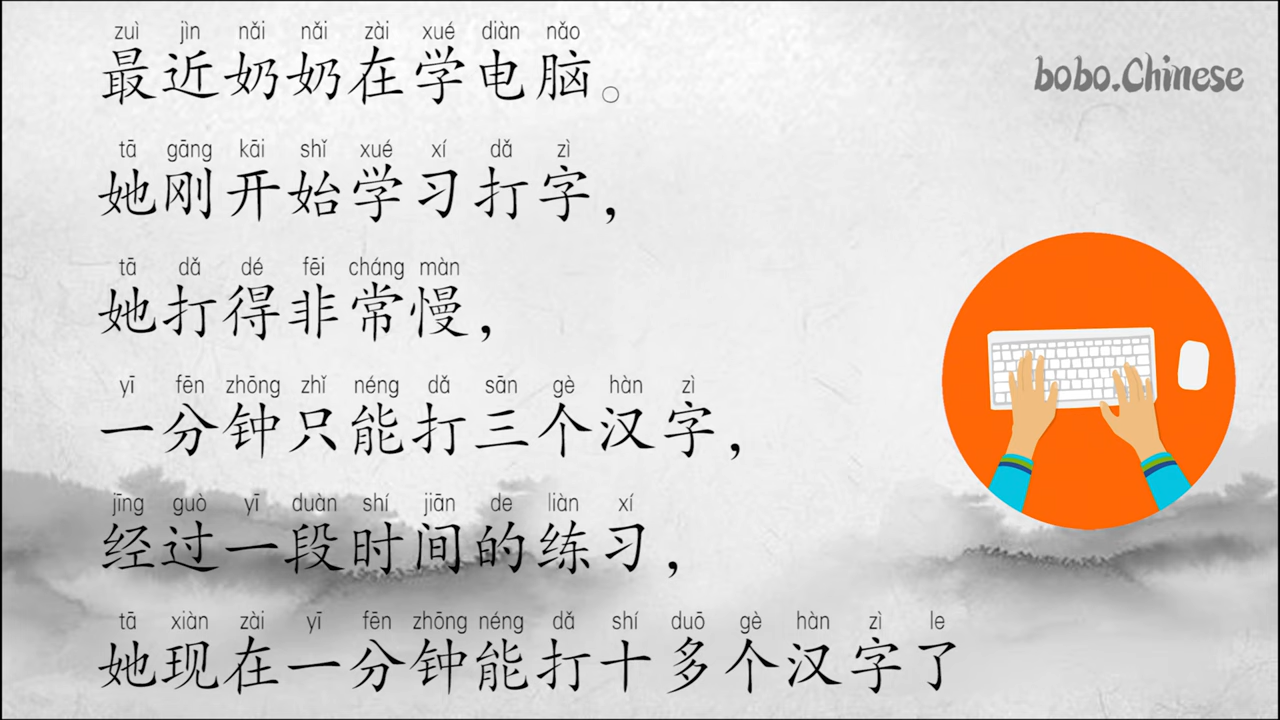 zuì jìn nǎi nǎi zài xué diàn nǎo
最近奶奶在学电脑。
bobo.Chinese
tā gāng kāi shǐ xué xí dǎ zì
她刚开始学习打字，
tā dǎ dé fēi cháng màn
她打得非常慢，
yī fēn zhōng zhǐ néng dǎ sān gè hàn zì
一分钟只能打三个汉字，
jīng guò yī duàn shí jiān de liàn xí
经过一段时间的练习，
tā xiàn zài yī fēn zhōng néng dǎ shí duō gè hàn zì le
她现在一分钟能打十多个汉字了